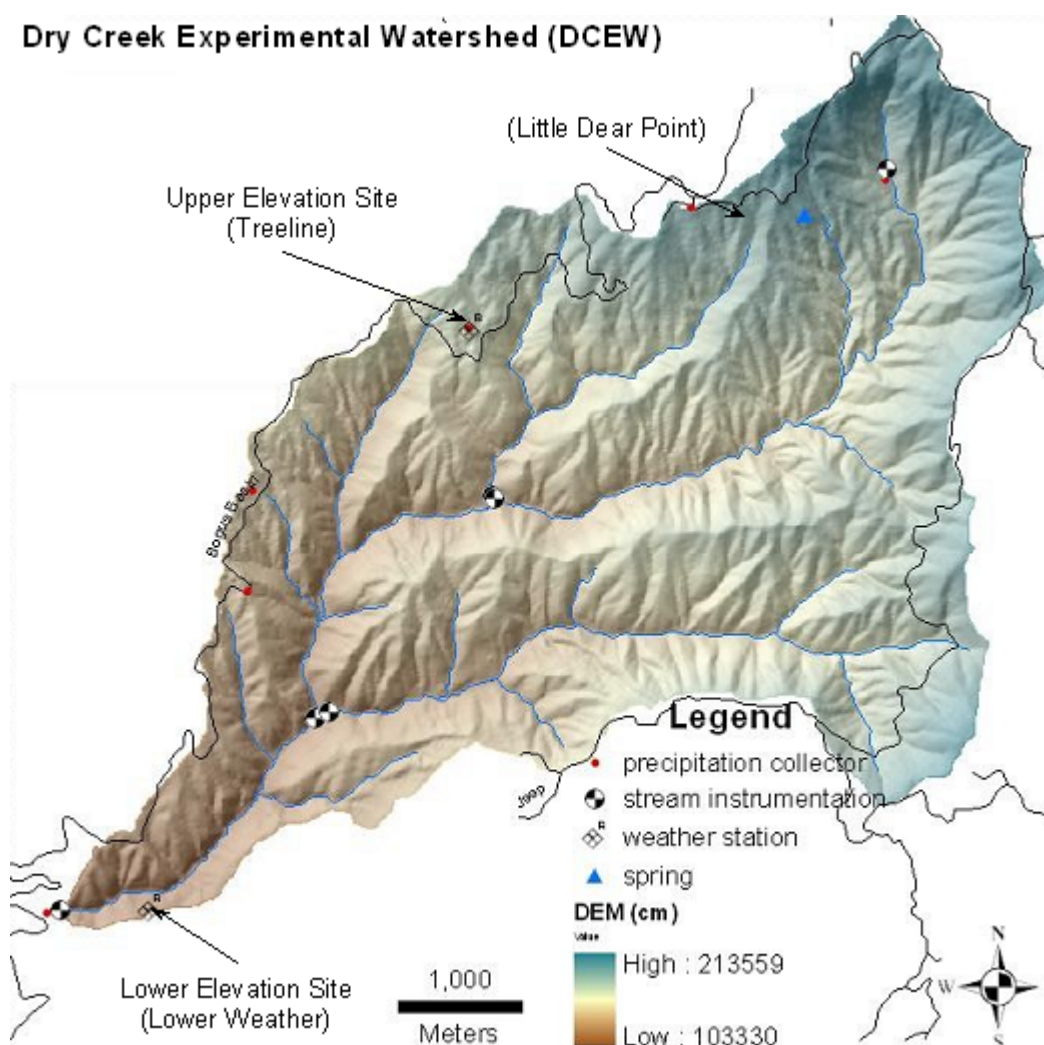 Dry Creek Experimental Watershed (DCEW)
(Little Dear Point)
Upper Elevation Site
(Treeline)
R
Bogus
Legend
precipitation collector
stream instrumentation
R
weather station
spring
Jeep
DEM (cm)
Value
High : 213559
Low : 103330
R
Lower Elevation Site
(Lower Weather)
1,000
Meters
N
W
S